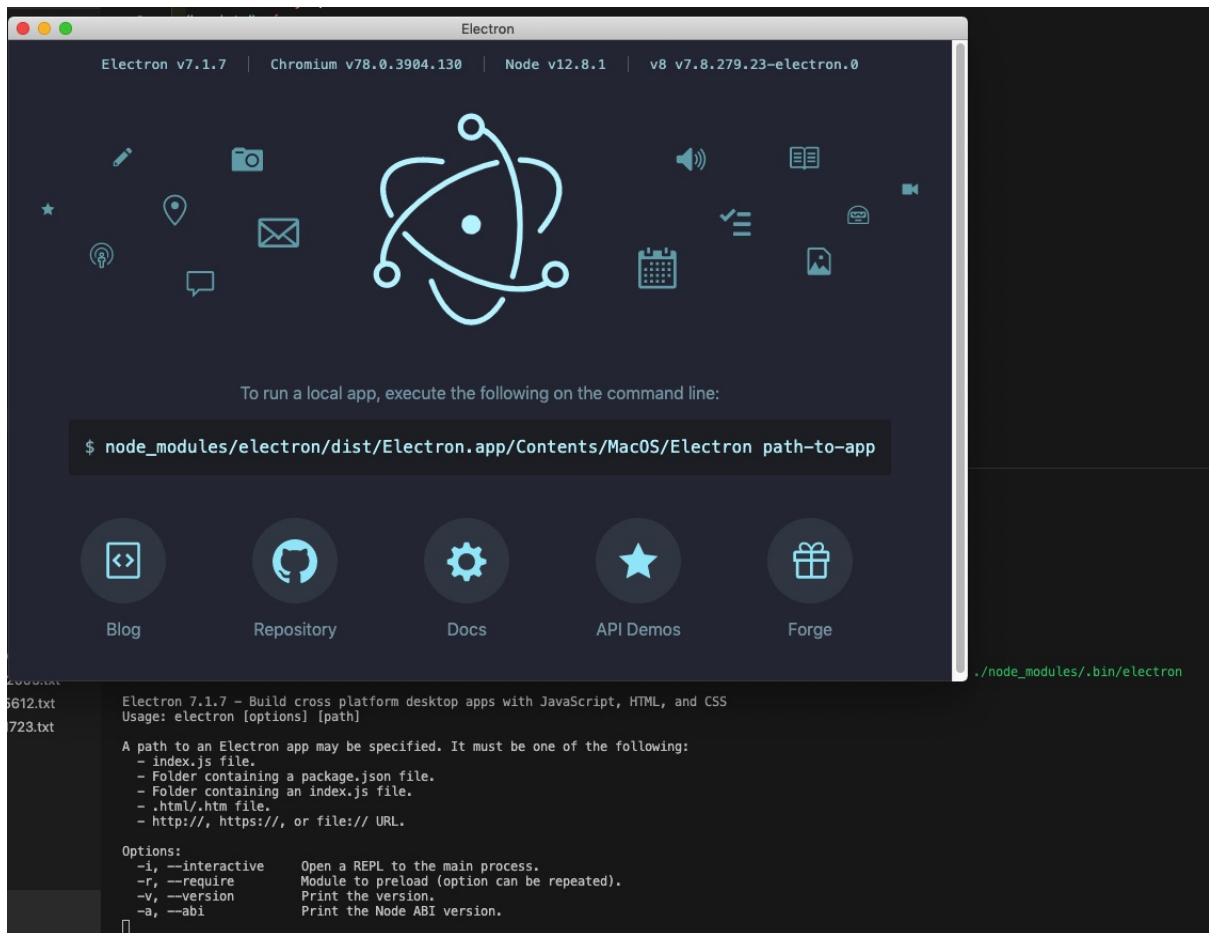 Electron
Electron v7.1.7 | Chromium v78.0.3904.130 | Node v12.8.1 | v8 v7.8.279.23-electron.0
To run a local app, execute the following on the command line:
$ node_modules/electron/dist/Electron.app/Contents/MacOS/Electron path-to-app
Blog Repository Docs API Demos Forge
./node_modules/.bin/electron
5612.txt
1723.txt
Electron 7.1.7 - Build cross platform desktop apps with JavaScript, HTML, and CSS
Usage: electron [options] [path]
A path to an Electron app may be specified. It must be one of the following:
- index.js file.
- Folder containing a package.json file.
- Folder containing an index.js file.
- .html/.htm file.
- http://, https://, or file:// URL.
Options:
-i, --interactive Open a REPL to the main process.
-r, --require Module to preload (option can be repeated).
-v, --version Print the version.
-a, --abi Print the Node ABI version.